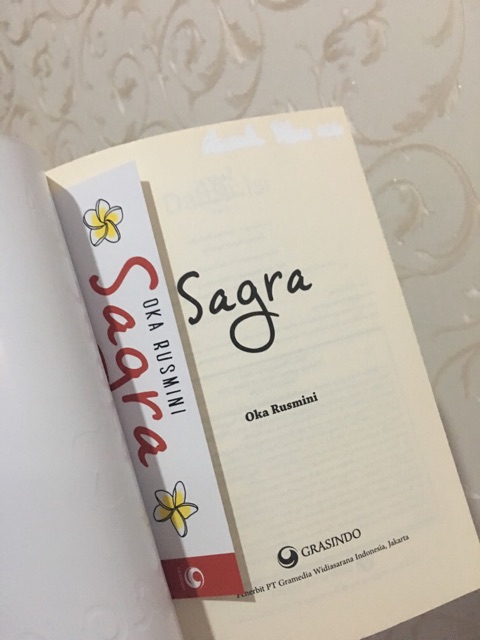 OKA RUSMINI
Sagra
Sagra
Oka Rusmini
GRASINDO
Penerbit PT Gramedia Widiasarana Indonesia, Jakarta